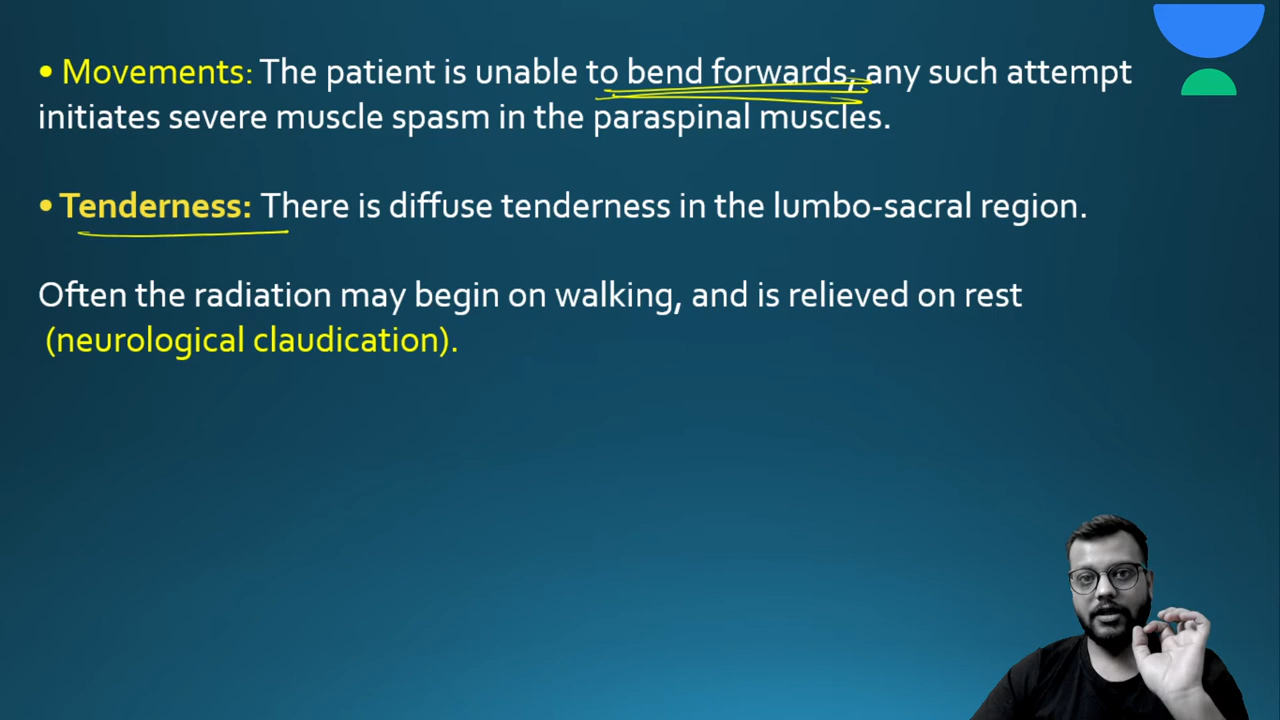 • Movements: The patient is unable to bend forwards; any such attempt
initiates severe muscle spasm in the paraspinal muscles.
• Tenderness: There is diffuse tenderness in the lumbo-sacral region.
Often the radiation may begin on walking, and is relieved on rest
(neurological claudication).